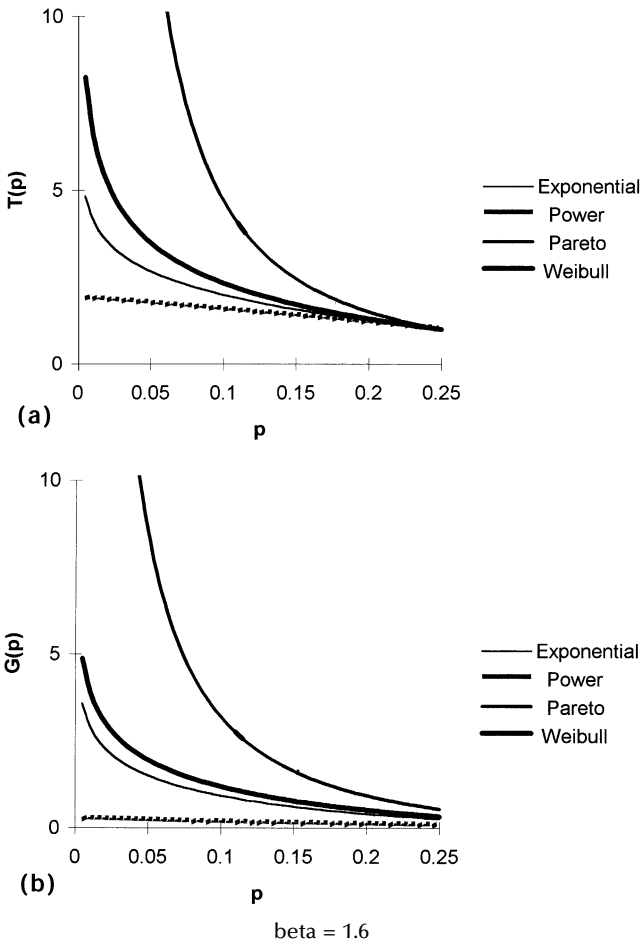 10
5
0
T(p)
0 0.05 0.1 0.15 0.2 0.25
p
(a)
Exponential
Power
Pareto
Weibull
10
5
0
G(p)
0 0.05 0.1 0.15 0.2 0.25
p
(b)
Exponential
Power
Pareto
Weibull
beta = 1.6